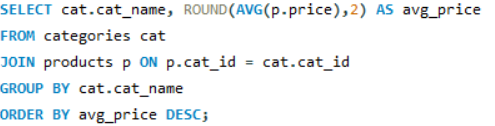 SELECT cat.cat_name, ROUND(AVG(p.price),2) AS avg_price
FROM categories cat
JOIN products p ON p.cat_id = cat.cat_id
GROUP BY cat.cat_name
ORDER BY avg_price DESC;